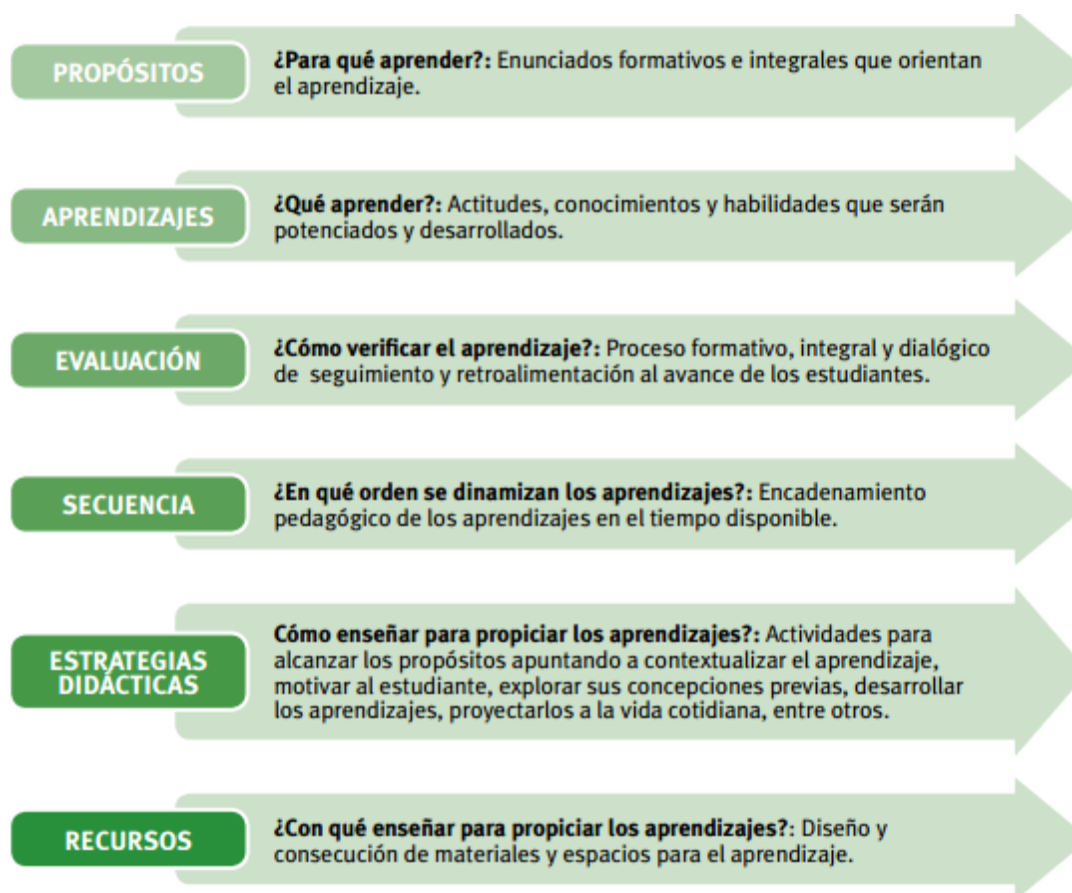 PROPÓSITOS
¿Para qué aprender?: Enunciados formativos e integrales que orientan
el aprendizaje.
APRENDIZAJES
¿Qué aprender?: Actitudes, conocimientos y habilidades que serán
potenciados y desarrollados.
EVALUACIÓN
¿Cómo verificar el aprendizaje?: Proceso formativo, integral y dialógico
de seguimiento y retroalimentación al avance de los estudiantes.
SECUENCIA
¿En qué orden se dinamizan los aprendizajes?: Encadenamiento
pedagógico de los aprendizajes en el tiempo disponible.
ESTRATEGIAS
DIDÁCTICAS
Cómo enseñar para propiciar los aprendizajes?: Actividades para
alcanzar los propósitos apuntando a contextualizar el aprendizaje,
motivar al estudiante, explorar sus concepciones previas, desarrollar
los aprendizajes, proyectarlos a la vida cotidiana, entre otros.
RECURSOS
¿Con qué enseñar para propiciar los aprendizajes?: Diseño y
consecución de materiales y espacios para el aprendizaje.